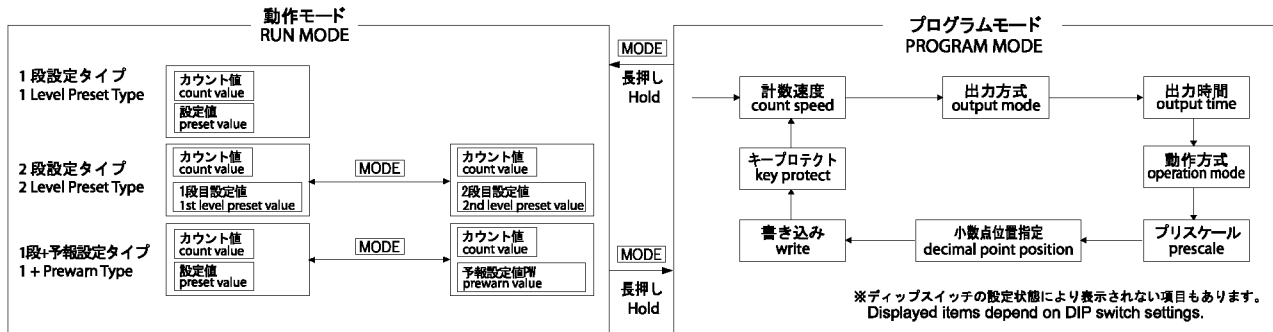 動作モード
RUN MODE
1 段設定タイプ
1 Level Preset Type
カウント値
count value
設定値
preset value
2 段設定タイプ
2 Level Preset Type
カウント値
count value
1段目設定値
1st level preset value
MODE
カウント値
count value
2段目設定値
2nd level preset value
1段+予報設定タイプ
1 + Prewarn Type
カウント値
count value
設定値
preset value
MODE
カウント値
count value
予報設定値PW
prewarn value
MODE
長押し
Hold
MODE
長押し
Hold
プログラムモード
PROGRAM MODE
計数速度
count speed
出力方式
output mode
出力時間
output time
動作方式
operation mode
プリスケール
prescale
小数点位置指定
decimal point position
書き込み
write
キープロテクト
key protect
※ディップスイッチの設定状態により表示されない項目もあります。
Displayed items depend on DIP switch settings.